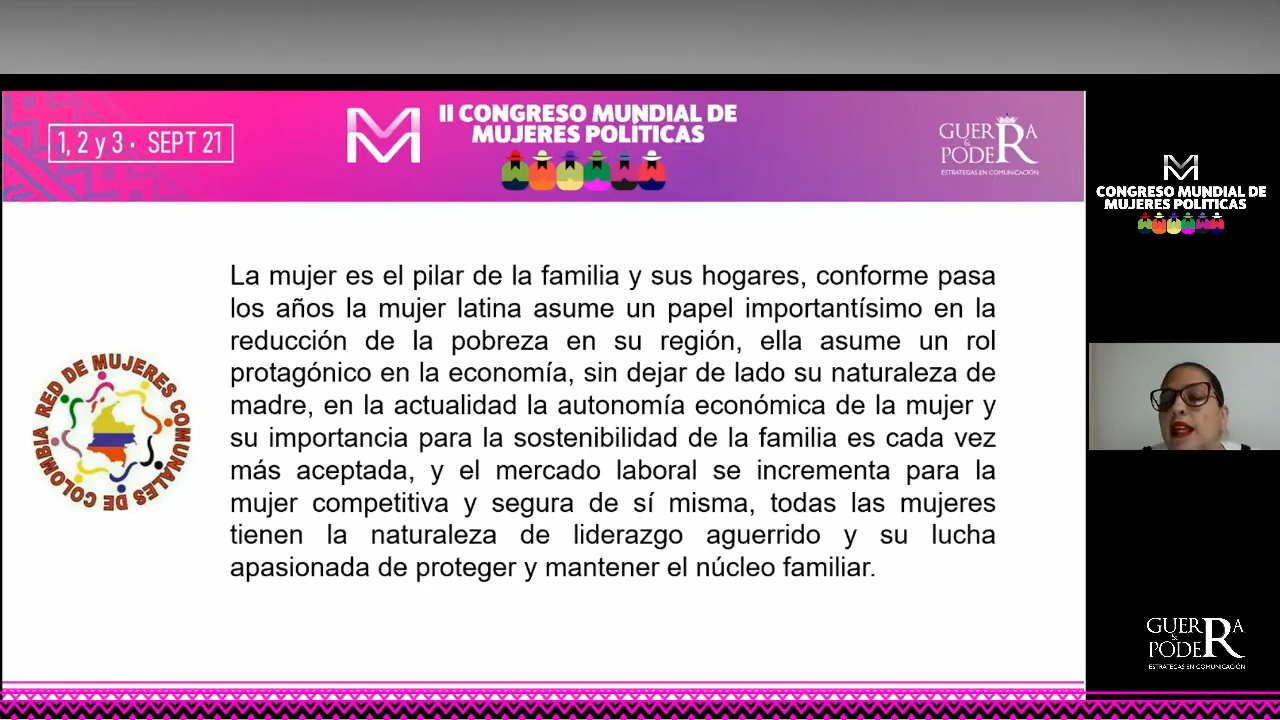 1, 2 y 3 · SEPT 21
II CONGRESO MUNDIAL DE
MUJERES POLÍTICAS
GUERRA
&
PODER
ESTRATEGAS EN COMUNICACIÓN
CONGRESO MUNDIAL DE
MUJERES POLÍTICAS
La mujer es el pilar de la familia y sus hogares, conforme pasa
los años la mujer latina asume un papel importantísimo en la
reducción de la pobreza en su región, ella asume un rol
protagónico en la economía, sin dejar de lado su naturaleza de
madre, en la actualidad la autonomía económica de la mujer y
su importancia para la sostenibilidad de la familia es cada vez
más aceptada, y el mercado laboral se incrementa para la
mujer competitiva y segura de sí misma, todas las mujeres
tienen la naturaleza de liderazgo aguerrido y su lucha
apasionada de proteger y mantener el núcleo familiar.
RED DE MUJERES COMUNALES DE COLOMBIA
GUERRA
&
PODER
ESTRATEGAS EN COMUNICACIÓN